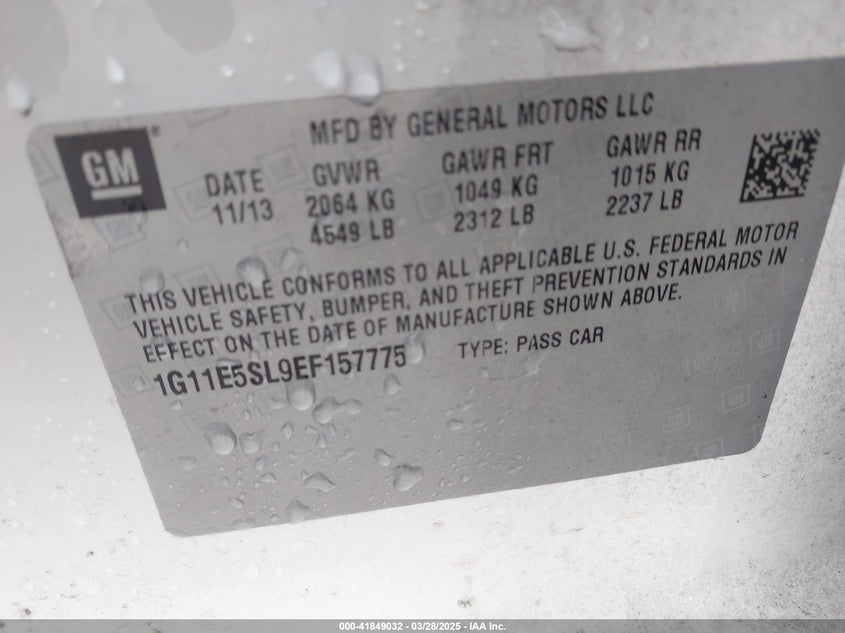 GM
MFD BY GENERAL MOTORS LLC
DATE GVWR GAWR FRT GAWR RR
11/13 2064 KG 1049 KG 1015 KG
4549 LB 2312 LB 2237 LB
THIS VEHICLE CONFORMS TO ALL APPLICABLE U.S. FEDERAL MOTOR
VEHICLE SAFETY, BUMPER, AND THEFT PREVENTION STANDARDS IN
EFFECT ON THE DATE OF MANUFACTURE SHOWN ABOVE.
1G11E5SL9EF157775 TYPE: PASS CAR
000-41849032 — 03/28/2025 — IAA Inc.